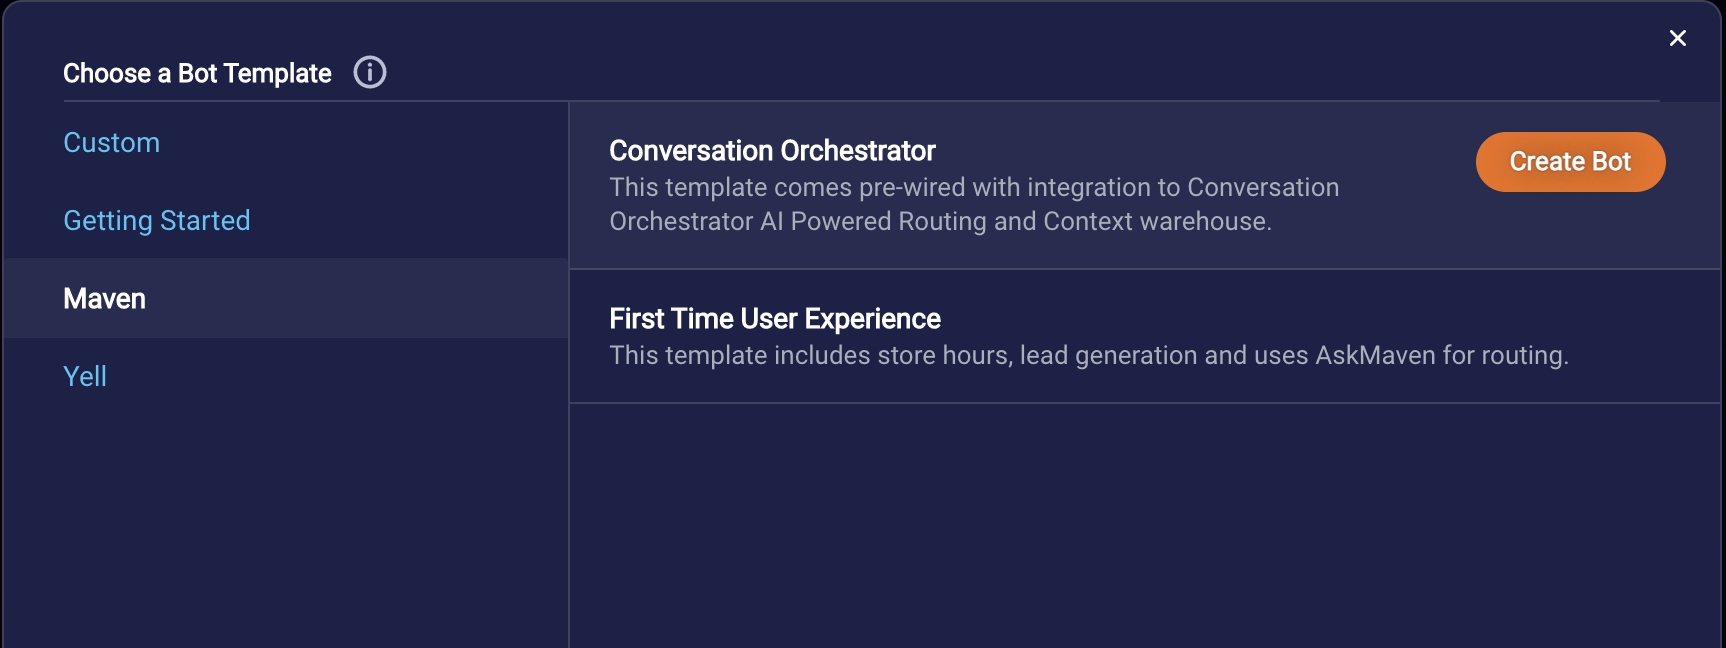 Choose a Bot Template
Custom
Getting Started
Maven
Yell
Conversation Orchestrator
This template comes pre-wired with integration to Conversation
Orchestrator AI Powered Routing and Context warehouse.
Create Bot
First Time User Experience
This template includes store hours, lead generation and uses AskMaven for routing.